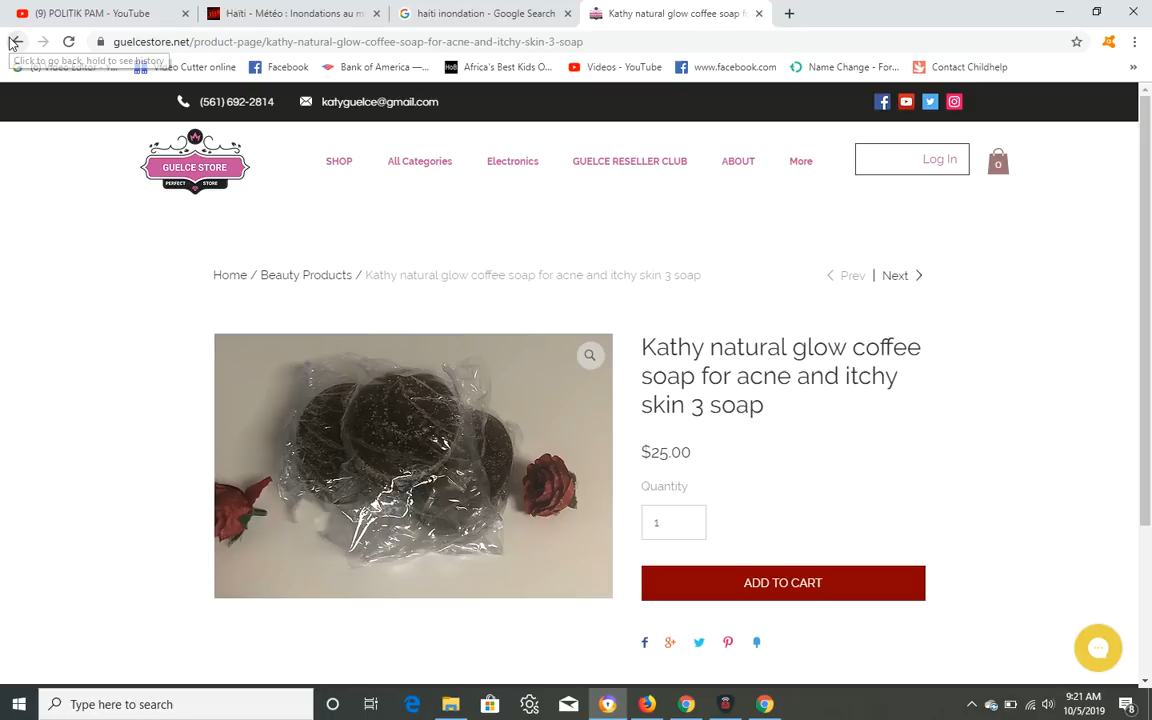 (9) POLITIK PAM - YouTube
Haïti - Météo : Inondations au m
haiti inondation - Google Search
Kathy natural glow coffee soap f
guelcestore.net/product-page/kathy-natural-glow-coffee-soap-for-acne-and-itchy-skin-3-soap
Click to go back, hold to see history
Video Cutter online
Facebook
Bank of America —...
HoB
Africa's Best Kids O...
Videos - YouTube
www.facebook.com
Name Change - For...
Contact Childhelp
»
(561) 692-2814
katyguelce@gmail.com
GUELCE STORE
PERFECT STORE
SHOP
All Categories
Electronics
GUELCE RESELLER CLUB
ABOUT
More
Log In
0
Home / Beauty Products / Kathy natural glow coffee soap for acne and itchy skin 3 soap
Prev | Next
Kathy natural glow coffee
soap for acne and itchy
skin 3 soap
$25.00
Quantity
1
ADD TO CART
Type here to search
9:21 AM
10/5/2019
8